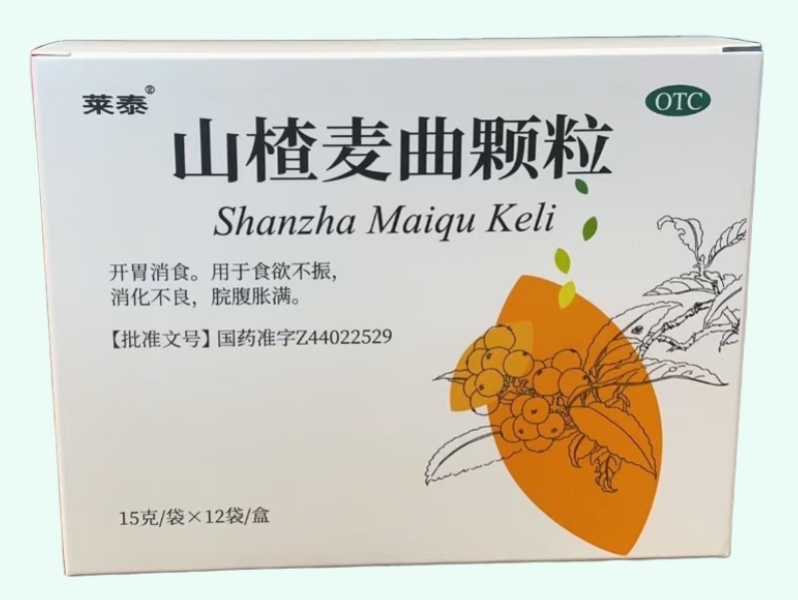 莱泰®
OTC
山楂麦曲颗粒
Shanzha Maiqu Keli
开胃消食。用于食欲不振,
消化不良，脘腹胀满。
【批准文号】国药准字Z44022529
15克/袋×12袋/盒